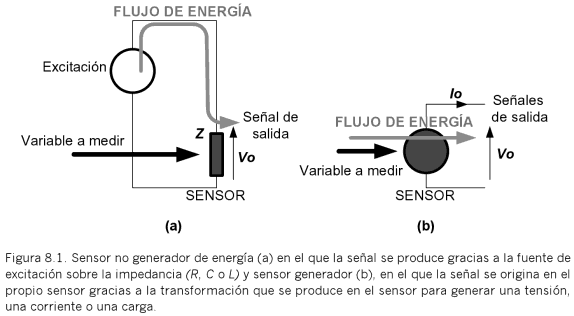 FLUJO DE ENERGÍA
Excitación
Señal de
salida
Z
Vo
Variable a medir
SENSOR
(a)
Io
Señales
de salida
FLUJO DE ENERGÍA
Vo
Variable a medir
SENSOR
(b)
Figura 8.1. Sensor no generador de energía (a) en el que la señal se produce gracias a la fuente de
excitación sobre la impedancia (R, C o L) y sensor generador (b), en el que la señal se origina en el
propio sensor gracias a la transformación que se produce en el sensor para generar una tensión,
una corriente o una carga.